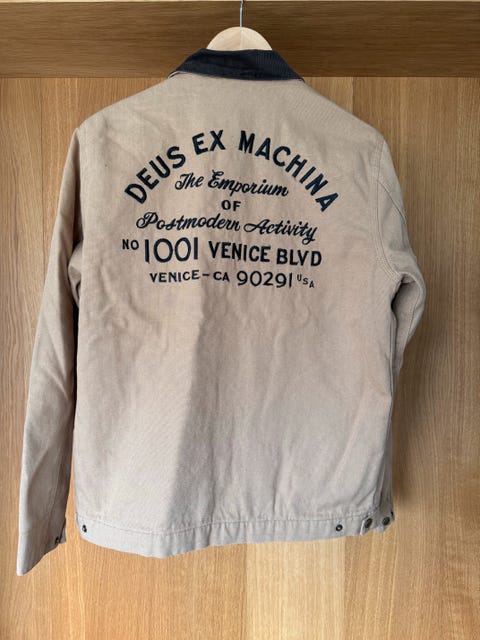 DEUS EX MACHINA
The Emporium
OF
Postmodern Activity
NO 1001 VENICE BLVD
VENICE-CA 90291 USA